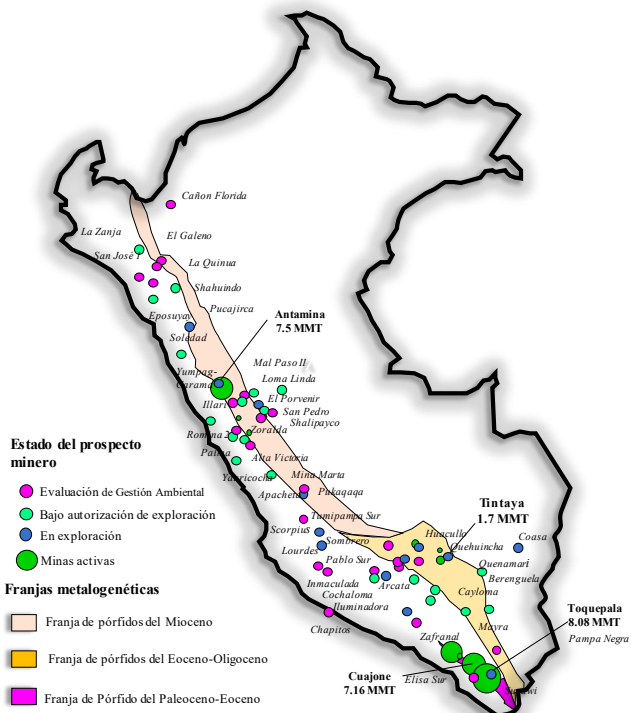 Cañon Florida
La Zanja
El Galeno
San José 1
La Quinua
Shahuindo
Pucajirca
Eposuyay
Antamina
7.5 MMT
Soledad
Mal Paso II
Yumpag-
Carama
Loma Linda
El Porvenir
Illari
San Pedro
Shalipayco
Romina 2
Zoralda
Palma
Alta Victoria
Yauricocha
Mina Marta
Apacheta
Pukaqaqa
Tumipampa Sur
Scorpius
Sombrero
Lourdes
Pablo Sur
Huacullo
Quehuincha
Coasa
Tintaya
1.7 MMT
Quenamari
Berenguela
Inmaculada
Arcata
Cochaloma
Cayloma
Iluminadora
Chapitos
Mayra
Toquepala
8.08 MMT
Pampa Negra
Zafranal
Cuajone
7.16 MMT
Elisa Sur
Estado del prospecto
minero
Evaluación de Gestión Ambiental
Bajo autorización de exploración
En exploración
Minas activas
Franjas metalogenéticas
Franja de pórfidos del Mioceno
Franja de pórfidos del Eoceno-Oligoceno
Franja de Pórfido del Paleoceno-Eoceno